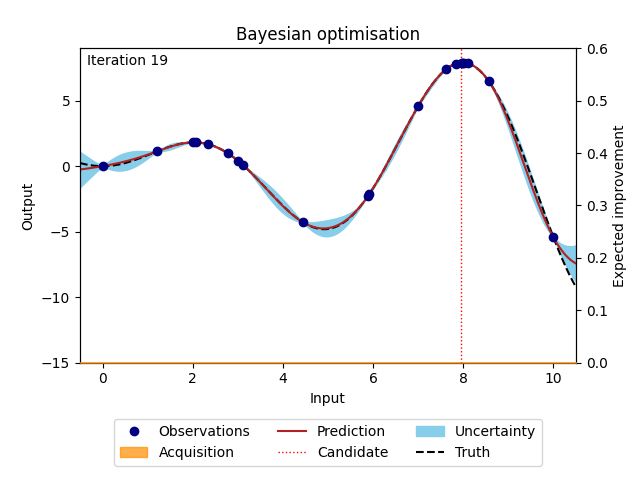 Bayesian optimisation
Iteration 19
Output
5
0
−5
−10
−15
0.6
0.5
0.4
0.3
0.2
0.1
0.0
Expected improvement
0 2 4 6 8 10
Input
Observations Prediction Uncertainty
Acquisition Candidate Truth